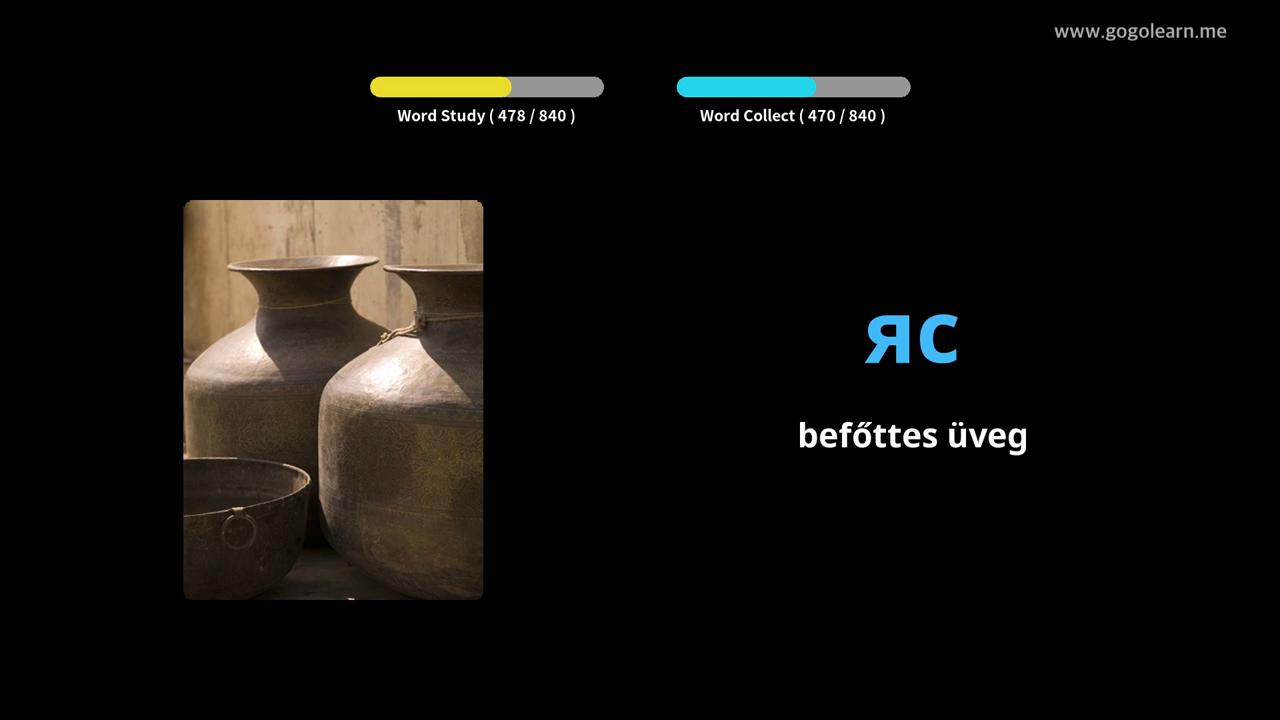 www.gogolearn.me
Word Study ( 478 / 840 )
Word Collect ( 470 / 840 )
ЯС
befőttes üveg